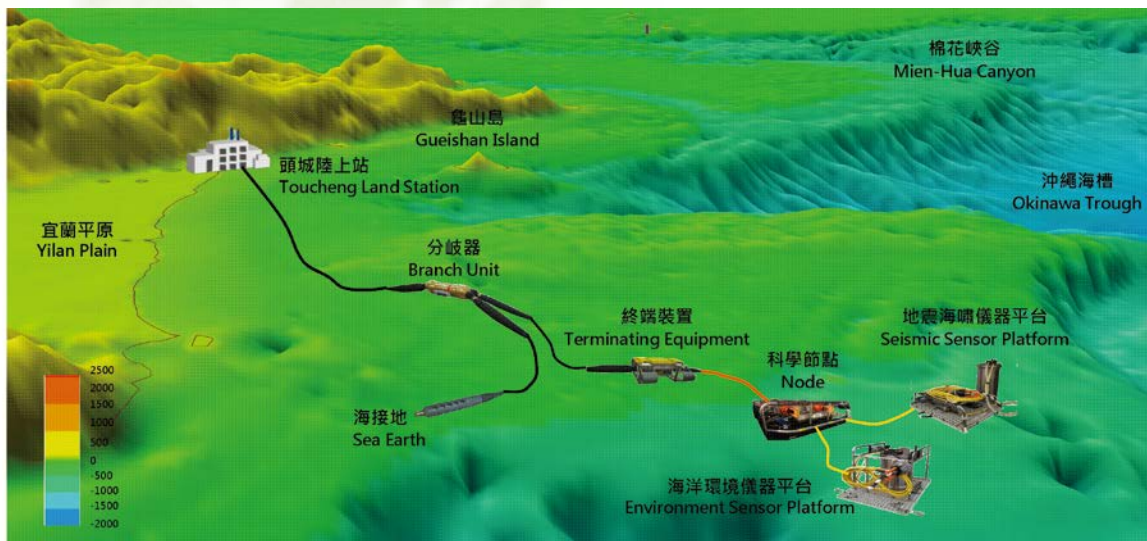 棉花峽谷
Mien-Hua Canyon
龜山島
Gueishan Island
頭城陸上站
Toucheng Land Station
沖繩海槽
Okinawa Trough
宜蘭平原
Yilan Plain
分岐器
Branch Unit
終端裝置
Terminating Equipment
地震海嘯儀器平台
Seismic Sensor Platform
科學節點
Node
海接地
Sea Earth
海洋環境儀器平台
Environment Sensor Platform
2500
2000
1500
1000
500
0
-500
-1000
-1500
-2000